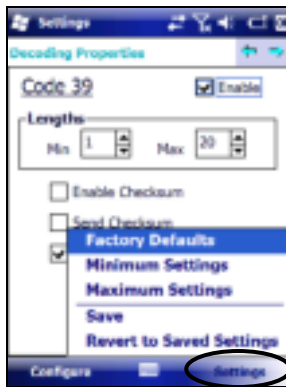 Settings
Decoding Properties
Code 39
Enable
Lengths
Min 1 Max 20
Enable Checksum
Send Checksum
Factory Defaults
Minimum Settings
Maximum Settings
Save
Revert to Saved Settings
Configure Settings